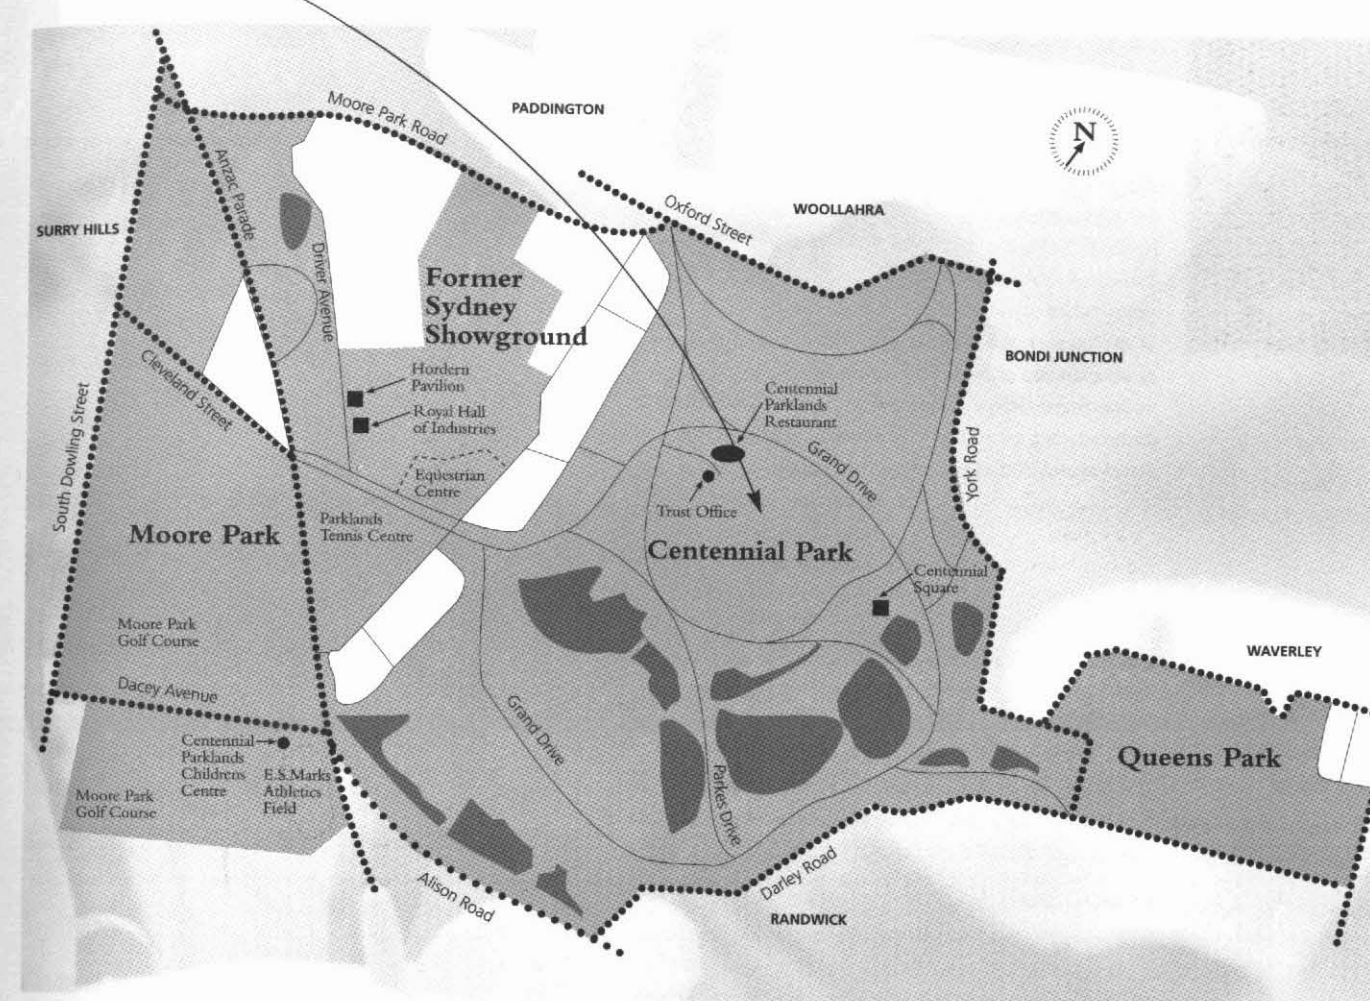 Moore Park Road
PADDINGTON
N
Anzac Parade
Oxford Street
WOOLLAHRA
SURRY HILLS
Driver Avenue
Former
Sydney
Showground
BONDI JUNCTION
Cleveland Street
Hordern
Pavilion
Royal Hall
of Industries
Centennial
Parklands
Restaurant
South Dowling Street
Equestrian
Centre
Grand Drive
York Road
Trust Office
Parklands
Tennis Centre
Moore Park
Centennial Park
Centennial
Square
Moore Park
Golf Course
WAVERLEY
Dacey Avenue
Grand Drive
Centennial
Parklands
Childrens
Centre
E.S.Marks
Athletics
Field
Queens Park
Moore Park
Golf Course
Parkes Drive
Alison Road
Darley Road
RANDWICK